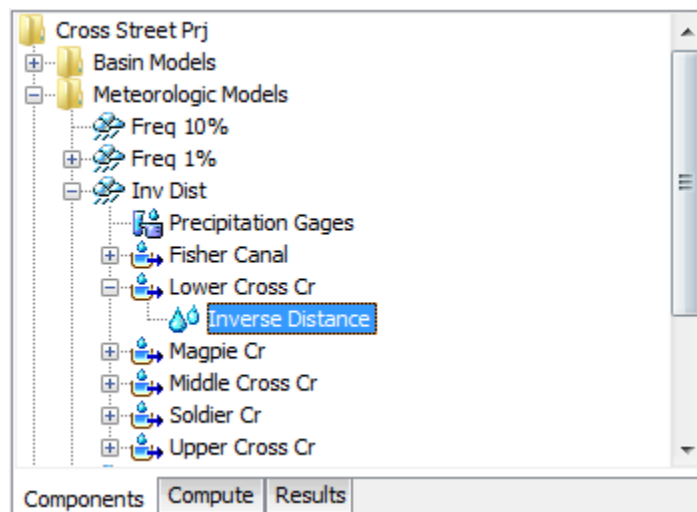 Cross Street Prj
Basin Models
Meteorologic Models
Freq 10%
Freq 1%
Inv Dist
Precipitation Gages
Fisher Canal
Lower Cross Cr
Inverse Distance
Magpie Cr
Middle Cross Cr
Soldier Cr
Upper Cross Cr
Components Compute Results